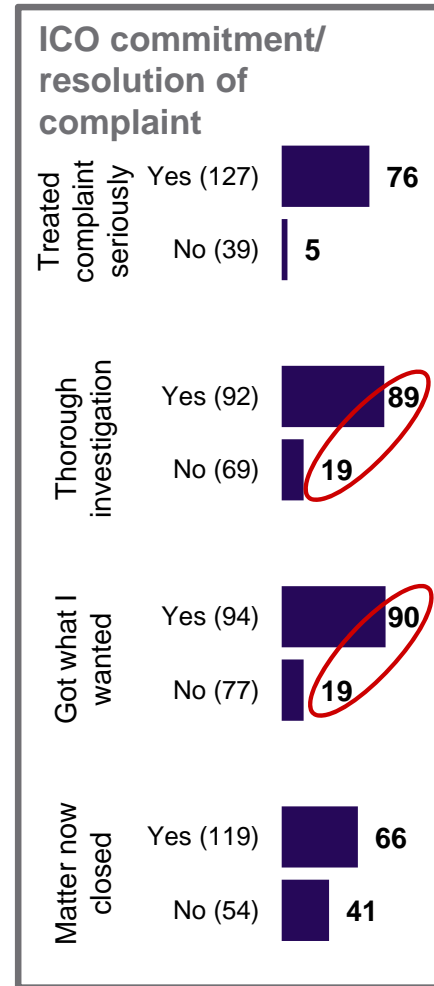 ICO commitment/
resolution of
complaint
Treated
complaint
seriously
Yes (127)
76
No (39)
5
Thorough
investigation
Yes (92)
89
No (69)
19
Got what I
wanted
Yes (94)
90
No (77)
19
Matter now
closed
Yes (119)
66
No (54)
41